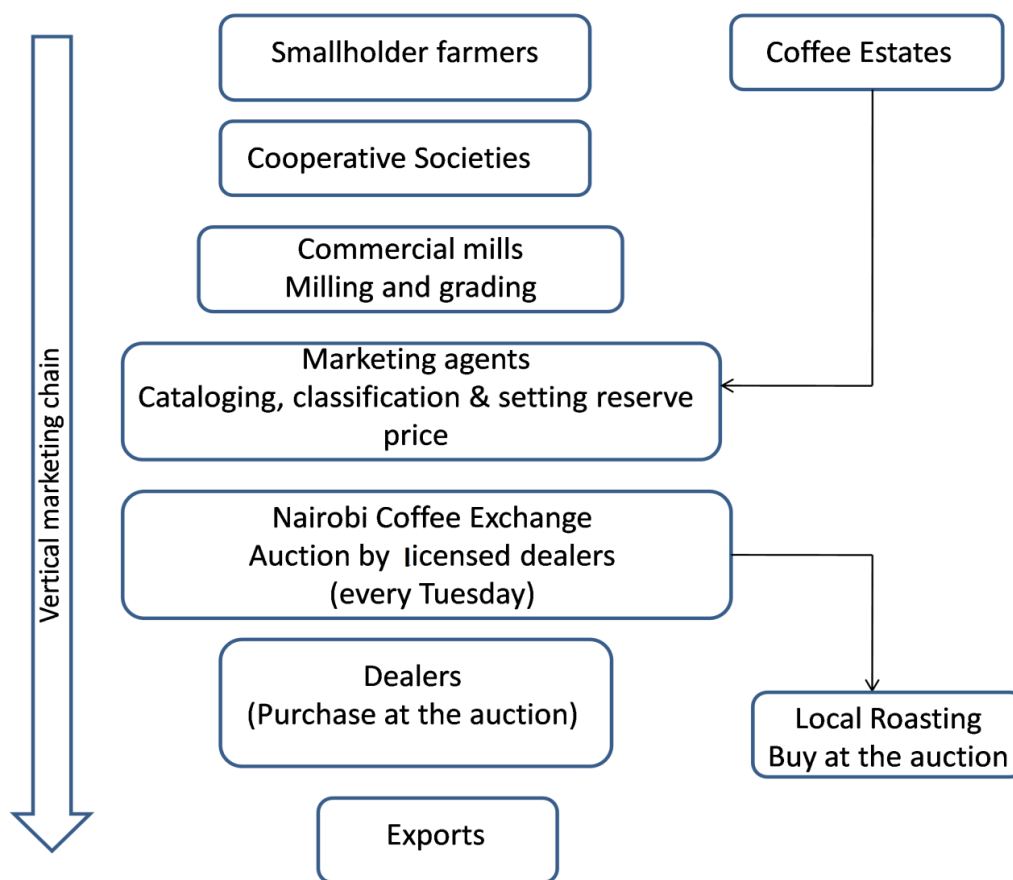 Smallholder farmers
Coffee Estates
Cooperative Societies
Commercial mills
Milling and grading
Marketing agents
Cataloging, classification & setting reserve
price
Nairobi Coffee Exchange
Auction by licensed dealers
(every Tuesday)
Dealers
(Purchase at the auction)
Local Roasting
Buy at the auction
Exports
Vertical marketing chain